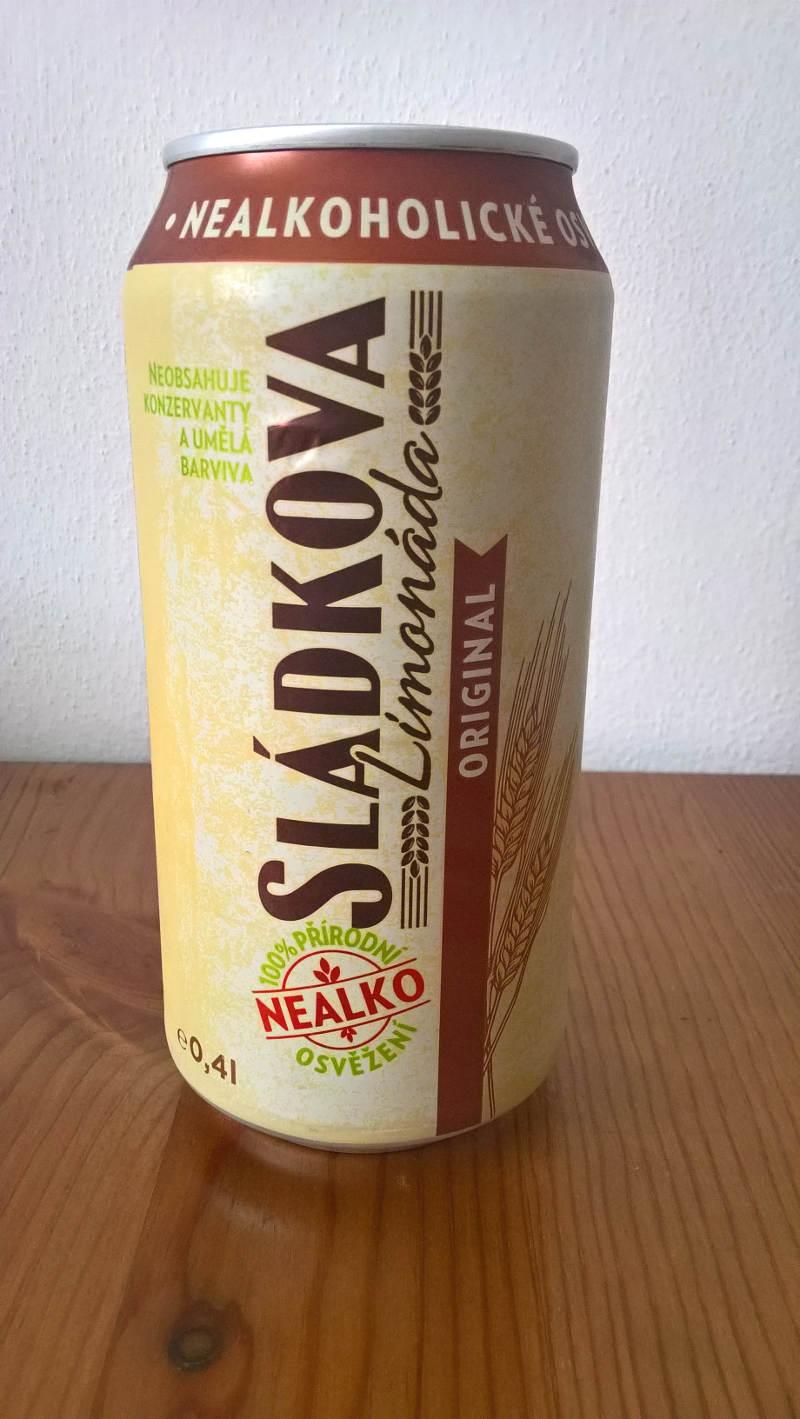 • NEALKOHOLICKÉ
NEOBSAHUJE
KONZERVANTY
A UMĚLÁ
BARVIVA
SLÁDKOVA
Limonáda
ORIGINAL
100% PŘÍRODNÍ
NEALKO
OSVĚŽENÍ
℮0,4l